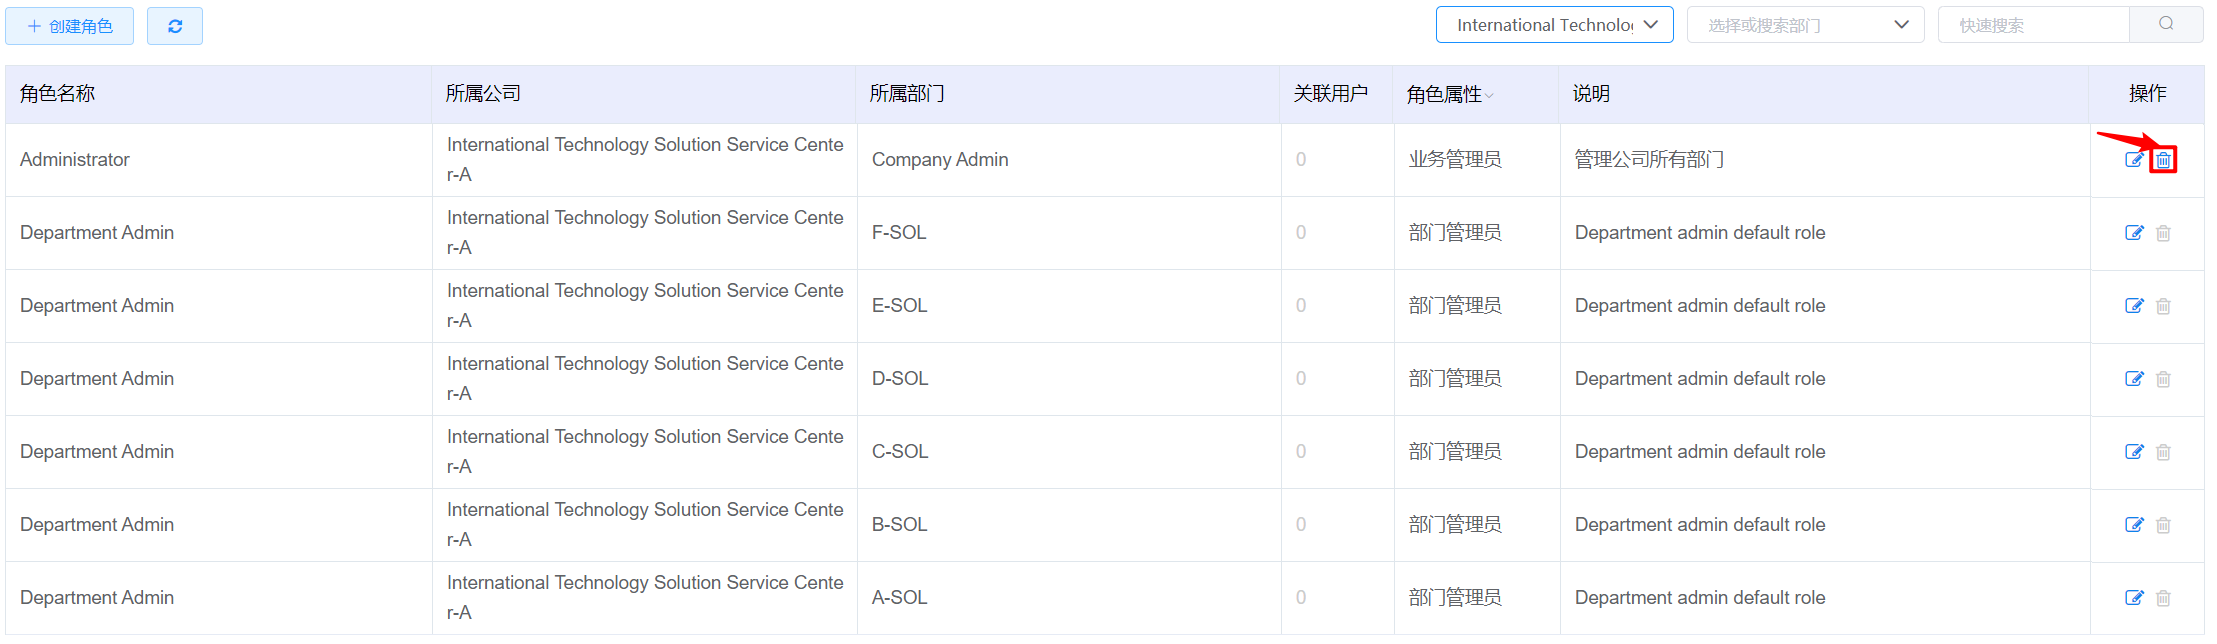 创建角色
International Technolo
选择或搜索部门
快速搜索
角色名称 所属公司 所属部门 关联用户 角色属性 说明 操作
Administrator International Technology Solution Service Cente
r-A Company Admin 0 业务管理员 管理公司所有部门
Department Admin International Technology Solution Service Cente
r-A F-SOL 0 部门管理员 Department admin default role
Department Admin International Technology Solution Service Cente
r-A E-SOL 0 部门管理员 Department admin default role
Department Admin International Technology Solution Service Cente
r-A D-SOL 0 部门管理员 Department admin default role
Department Admin International Technology Solution Service Cente
r-A C-SOL 0 部门管理员 Department admin default role
Department Admin International Technology Solution Service Cente
r-A B-SOL 0 部门管理员 Department admin default role
Department Admin International Technology Solution Service Cente
r-A A-SOL 0 部门管理员 Department admin default role